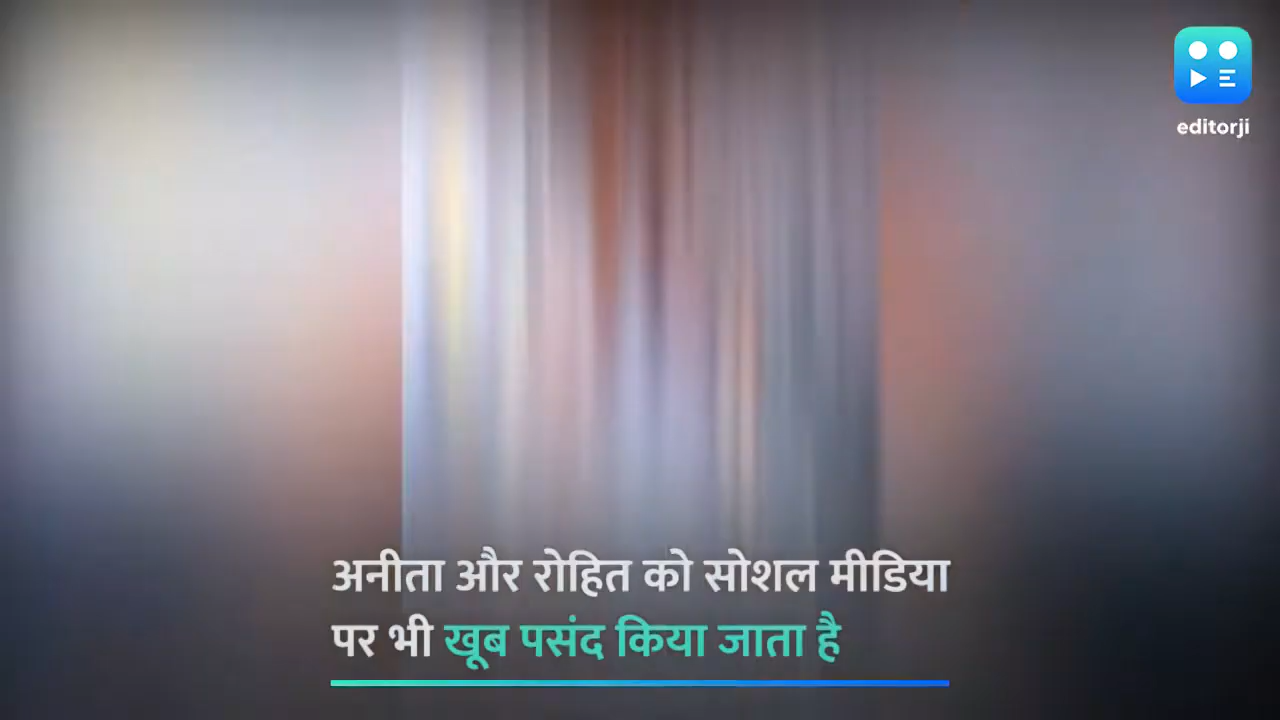 editorji
अनीता और रोहित को सोशल मीडिया
पर भी खूब पसंद किया जाता है